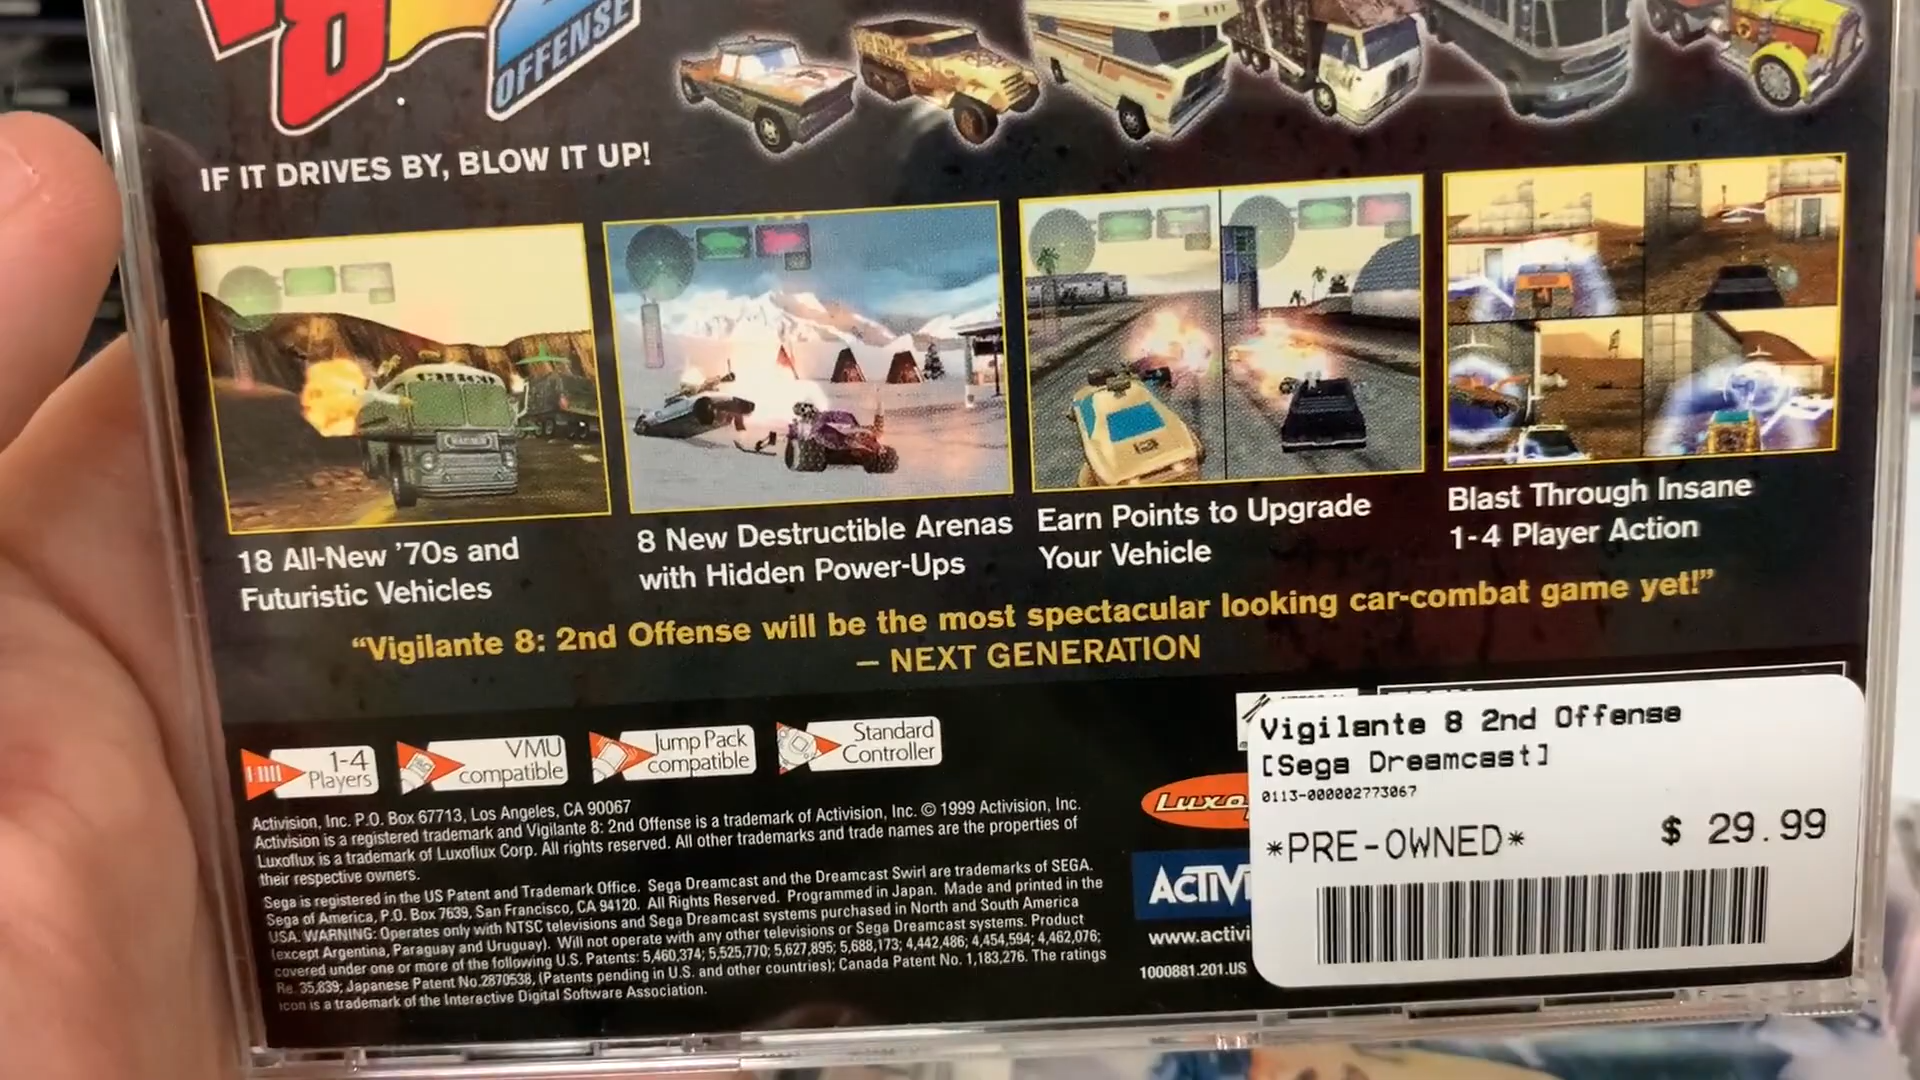 8
OFFENSE
IF IT DRIVES BY, BLOW IT UP!
18 All-New ’70s and
Futuristic Vehicles
8 New Destructible Arenas
with Hidden Power-Ups
Earn Points to Upgrade
Your Vehicle
Blast Through Insane
1-4 Player Action
“Vigilante 8: 2nd Offense will be the most spectacular looking car-combat game yet!”
– NEXT GENERATION
1-4
Players
VMU
compatible
Jump Pack
compatible
Standard
Controller
Activision, Inc. P.O. Box 67713, Los Angeles, CA 90067
Activision is a registered trademark and Vigilante 8: 2nd Offense is a trademark of Activision, Inc. © 1999 Activision, Inc.
Luxoflux is a trademark of Luxoflux Corp. All rights reserved. All other trademarks and trade names are the properties of
their respective owners.
Sega is registered in the US Patent and Trademark Office. Sega Dreamcast and the Dreamcast Swirl are trademarks of SEGA.
Sega of America, P.O. Box 7639, San Francisco, CA 94120. All Rights Reserved. Programmed in Japan. Made and printed in the
USA. WARNING: Operates only with NTSC televisions and Sega Dreamcast systems purchased in North and South America
(except Argentina, Paraguay and Uruguay). Will not operate with any other televisions or Sega Dreamcast systems. Product
covered under one or more of the following U.S. Patents: 5,460,374; 5,525,770; 5,627,895; 5,688,173; 4,442,486; 4,454,594; 4,462,076;
Re. 35,839; Japanese Patent No.2870538, (Patents pending in U.S. and other countries); Canada Patent No. 1,183,276. The ratings
icon is a trademark of the Interactive Digital Software Association.
Luxo
ACTIVI
www.activi
1000881.201.US
Vigilante 8 2nd Offense
[Sega Dreamcast]
0113-000002773067
*PRE-OWNED* $ 29.99